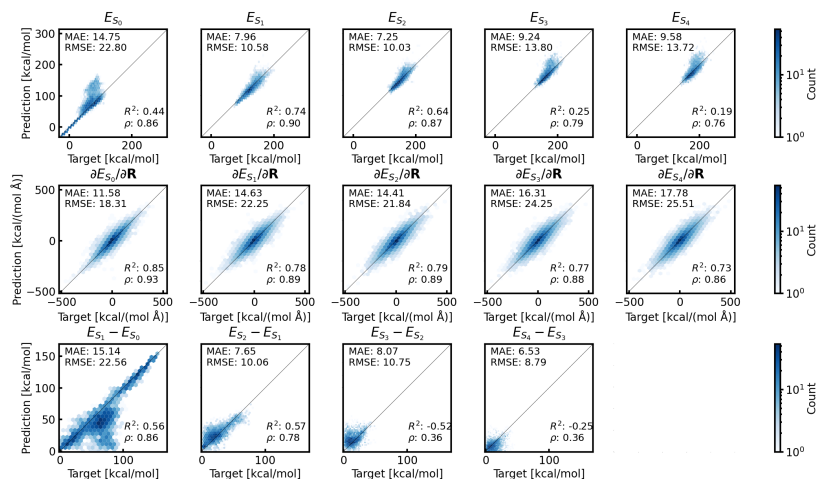 E_{S_0} E_{S_1} E_{S_2} E_{S_3} E_{S_4}
Prediction [kcal/mol]
300
200
100
0
MAE: 14.75
RMSE: 22.80
R²: 0.44
ρ: 0.86
MAE: 7.96
RMSE: 10.58
R²: 0.74
ρ: 0.90
MAE: 7.25
RMSE: 10.03
R²: 0.64
ρ: 0.87
MAE: 9.24
RMSE: 13.80
R²: 0.25
ρ: 0.79
MAE: 9.58
RMSE: 13.72
R²: 0.19
ρ: 0.76
10¹
10⁰
Count
0 200 0 200 0 200 0 200 0 200
Target [kcal/mol] Target [kcal/mol] Target [kcal/mol] Target [kcal/mol] Target [kcal/mol]
∂E_{S_0}/∂R ∂E_{S_1}/∂R ∂E_{S_2}/∂R ∂E_{S_3}/∂R ∂E_{S_4}/∂R
Prediction [kcal/(mol Å)]
500
0
−500
MAE: 11.58
RMSE: 18.31
R²: 0.85
ρ: 0.93
MAE: 14.63
RMSE: 22.25
R²: 0.78
ρ: 0.89
MAE: 14.41
RMSE: 21.84
R²: 0.79
ρ: 0.89
MAE: 16.31
RMSE: 24.25
R²: 0.77
ρ: 0.88
MAE: 17.78
RMSE: 25.51
R²: 0.73
ρ: 0.86
10¹
10⁰
Count
−500 0 500 −500 0 500 −500 0 500 −500 0 500 −500 0 500
Target [kcal/(mol Å)] Target [kcal/(mol Å)] Target [kcal/(mol Å)] Target [kcal/(mol Å)] Target [kcal/(mol Å)]
E_{S_1} − E_{S_0} E_{S_2} − E_{S_1} E_{S_3} − E_{S_2} E_{S_4} − E_{S_3}
Prediction [kcal/mol]
150
100
50
0
MAE: 15.14
RMSE: 22.56
R²: 0.56
ρ: 0.86
MAE: 7.65
RMSE: 10.06
R²: 0.57
ρ: 0.78
MAE: 8.07
RMSE: 10.75
R²: -0.52
ρ: 0.36
MAE: 6.53
RMSE: 8.79
R²: -0.25
ρ: 0.36
10¹
10⁰
Count
0 100 0 100 0 100 0 100
Target [kcal/mol] Target [kcal/mol] Target [kcal/mol] Target [kcal/mol]